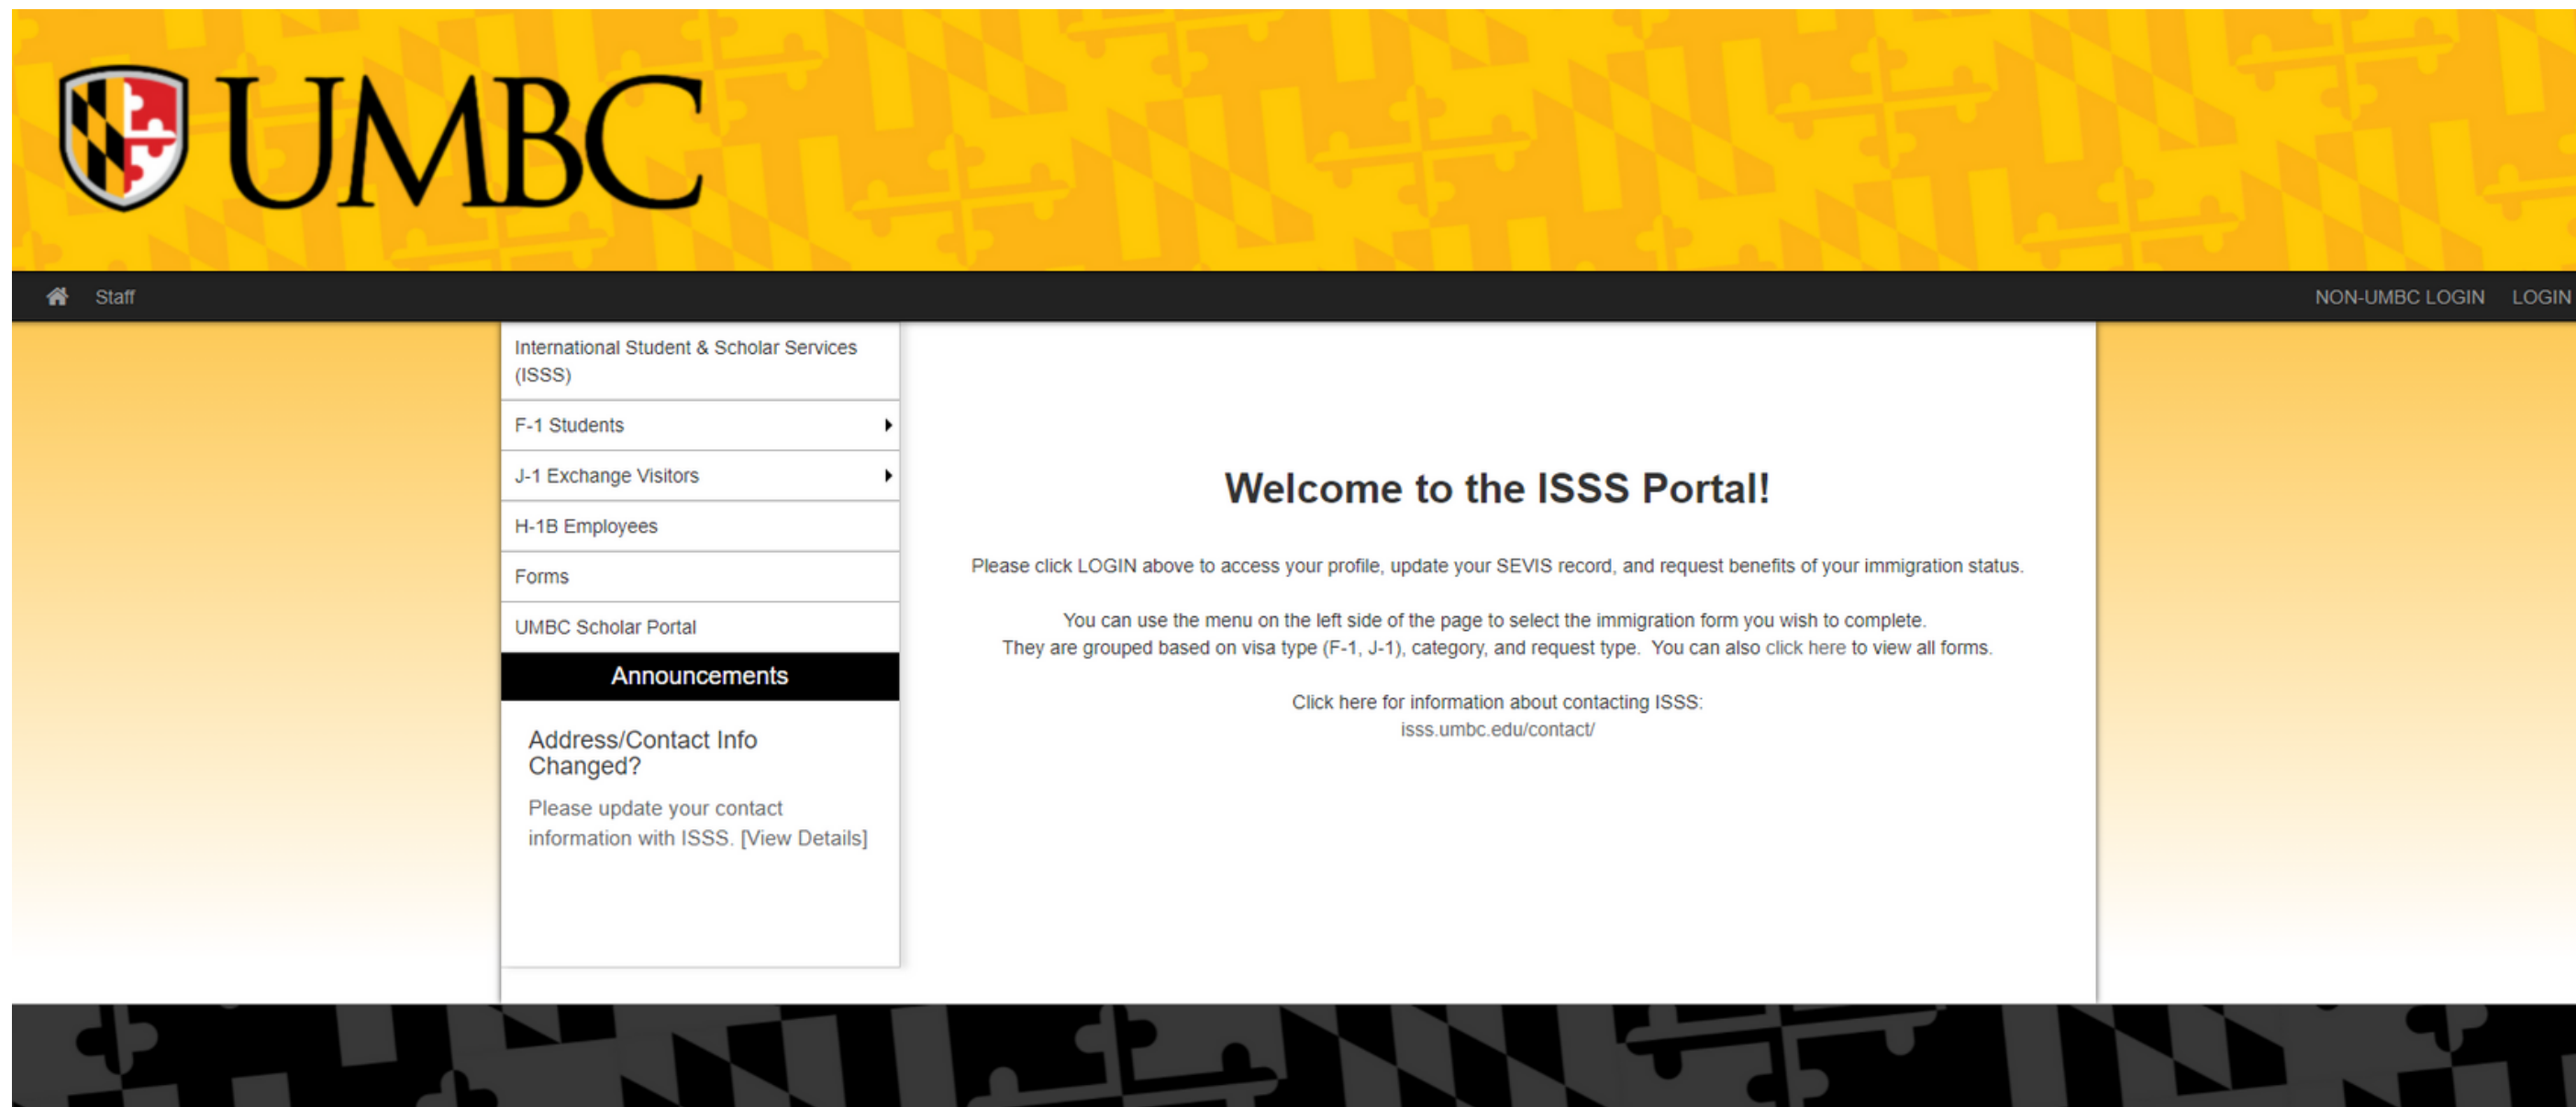 UMBC
Staff
NON-UMBC LOGIN
LOGIN
International Student & Scholar Services
(ISSS)
F-1 Students
J-1 Exchange Visitors
H-1B Employees
Forms
UMBC Scholar Portal
Announcements
Address/Contact Info
Changed?
Please update your contact
information with ISSS. [View Details]
Welcome to the ISSS Portal!
Please click LOGIN above to access your profile, update your SEVIS record, and request benefits of your immigration status.
You can use the menu on the left side of the page to select the immigration form you wish to complete.
They are grouped based on visa type (F-1, J-1), category, and request type. You can also click here to view all forms.
Click here for information about contacting ISSS:
isss.umbc.edu/contact/